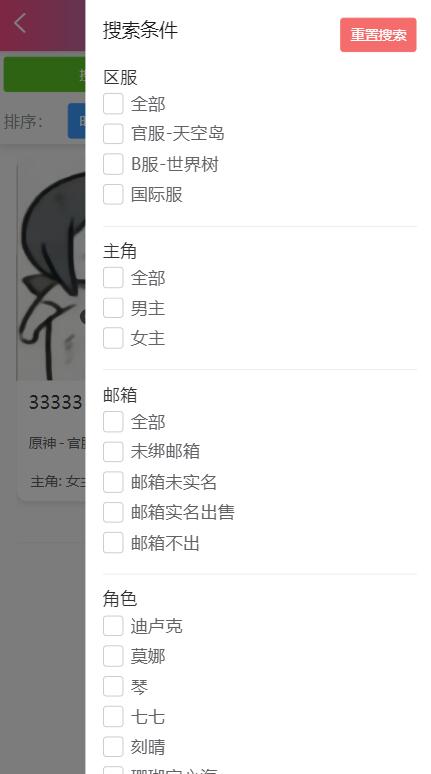 搜索条件
重置搜索
区服
全部
官服-天空岛
B服-世界树
国际服
主角
全部
男主
女主
邮箱
全部
未绑邮箱
邮箱未实名
邮箱实名出售
邮箱不出
角色
迪卢克
莫娜
琴
七七
刻晴
排序:
33333
原神 - 官服
主角: 女主